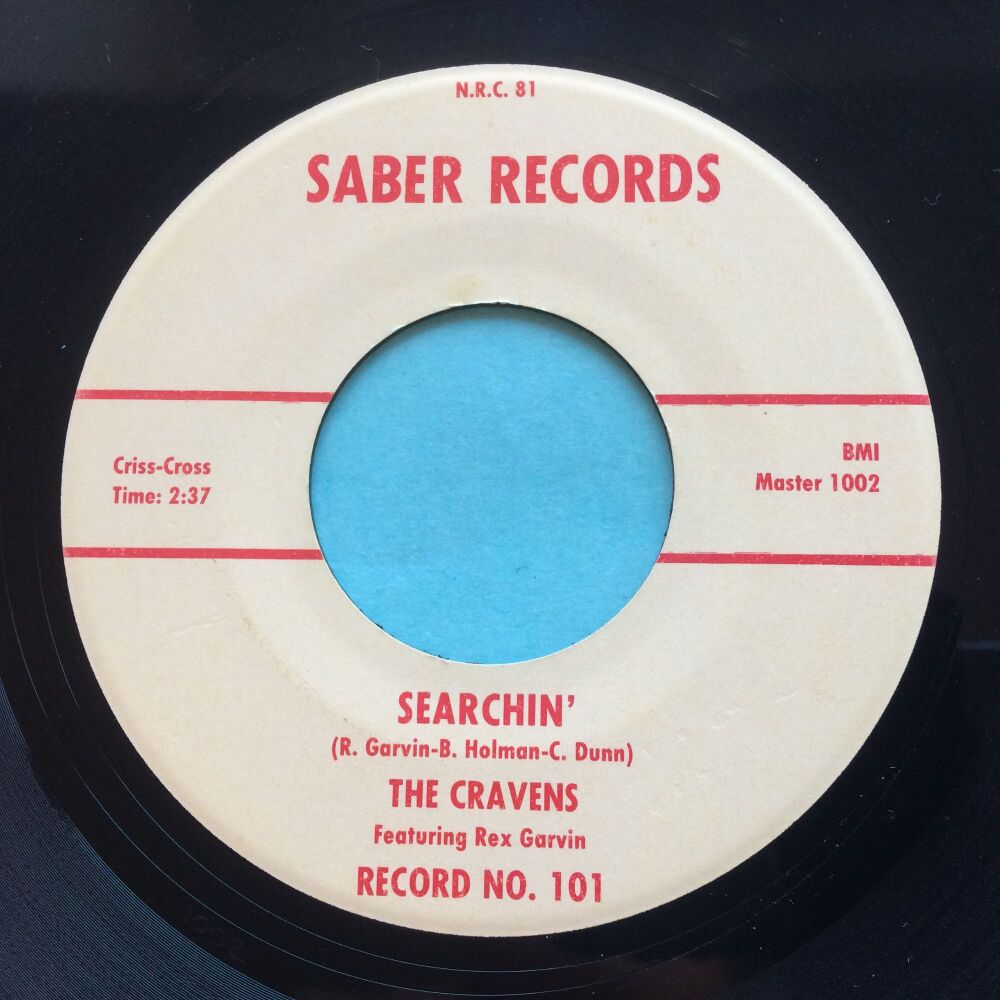 N.R.C. 81
SABER RECORDS
Criss-Cross
Time: 2:37
BMI
Master 1002
SEARCHIN'
(R. Garvin-B. Holman-C. Dunn)
THE CRAVENS
Featuring Rex Garvin
RECORD NO. 101